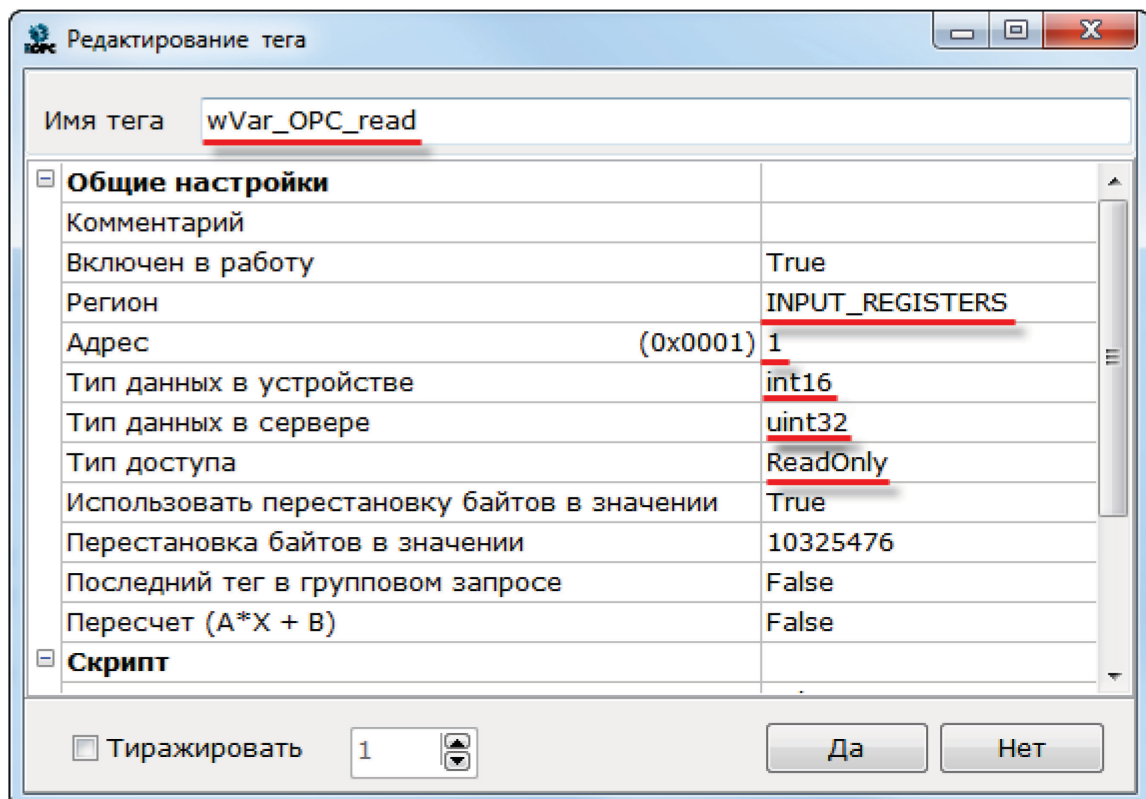 Редактирование тега
Имя тега wVar_OPC_read
Общие настройки
Комментарий
Включен в работу True
Регион INPUT_REGISTERS
Адрес (0x0001) 1
Тип данных в устройстве int16
Тип данных в сервере uint32
Тип доступа ReadOnly
Использовать перестановку байтов в значении True
Перестановка байтов в значении 10325476
Последний тег в групповом запросе False
Пересчет (A*X + B) False
Скрипт
Тиражировать 1 Да Нет